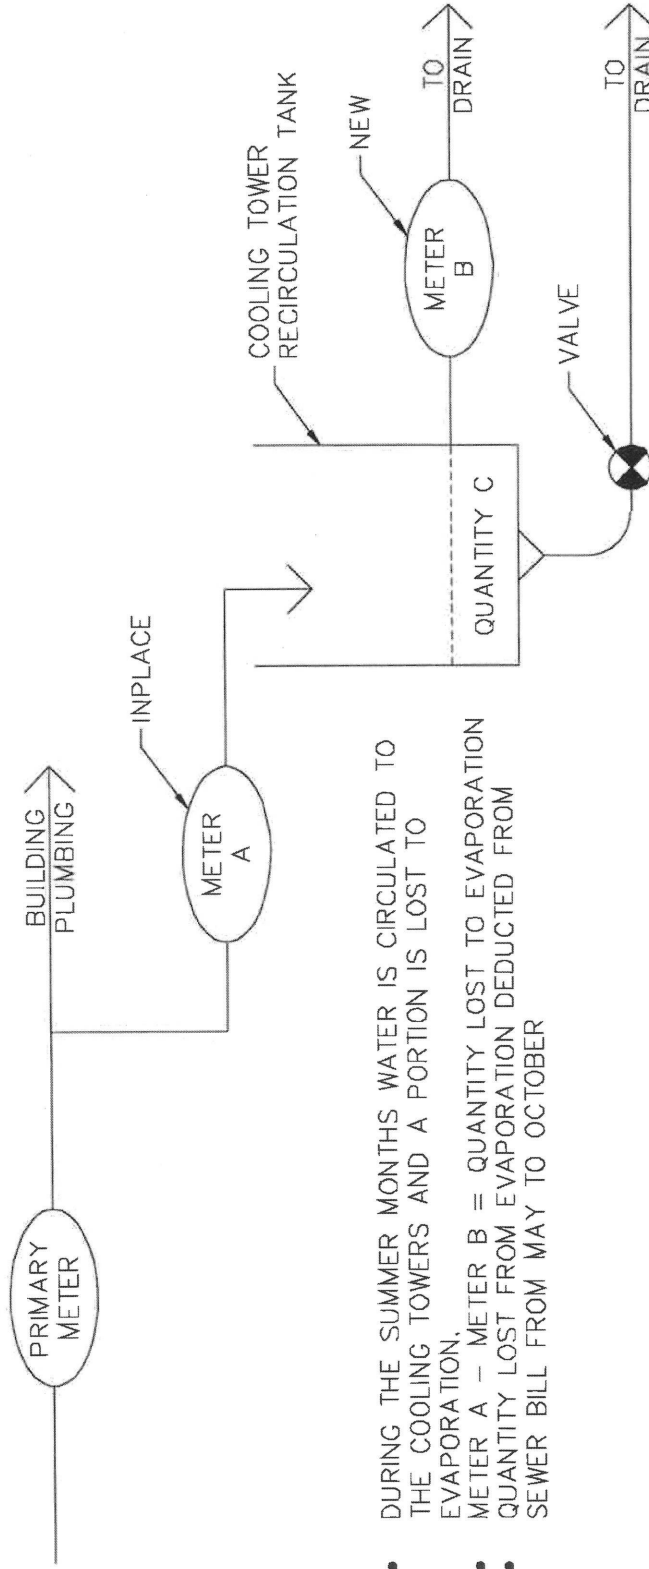 PRIMARY
METER
BUILDING
PLUMBING
METER
A
INPLACE
COOLING TOWER
RECIRCULATION TANK
NEW
METER
B
TO
DRAIN
QUANTITY C
VALVE
TO
DRAIN
• DURING THE SUMMER MONTHS WATER IS CIRCULATED TO
THE COOLING TOWERS AND A PORTION IS LOST TO
EVAPORATION.
• METER A – METER B = QUANTITY LOST TO EVAPORATION
• QUANTITY LOST FROM EVAPORATION DEDUCTED FROM
SEWER BILL FROM MAY TO OCTOBER